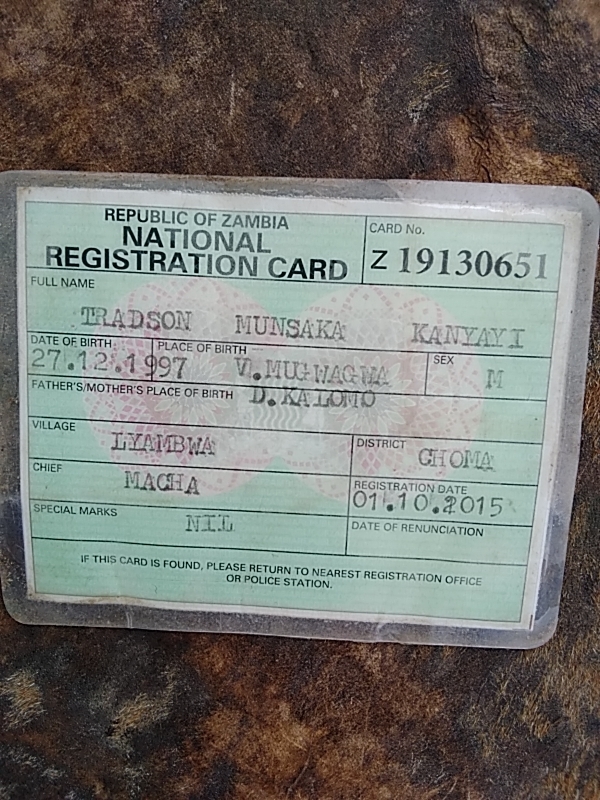 REPUBLIC OF ZAMBIA
NATIONAL
REGISTRATION CARD
CARD No.
Z 19130651
FULL NAME
TRADSON MUNSAKA KANYAYI
DATE OF BIRTH
27.12.1997
PLACE OF BIRTH
V.MUGWAGWA
D.KALOMO
SEX
M
FATHER'S/MOTHER'S PLACE OF BIRTH
VILLAGE
LYAMBWA
DISTRICT
CHOMA
CHIEF
MACHA
REGISTRATION DATE
01.10.2015
SPECIAL MARKS
NIL
DATE OF RENUNCIATION
IF THIS CARD IS FOUND, PLEASE RETURN TO NEAREST REGISTRATION OFFICE
OR POLICE STATION.